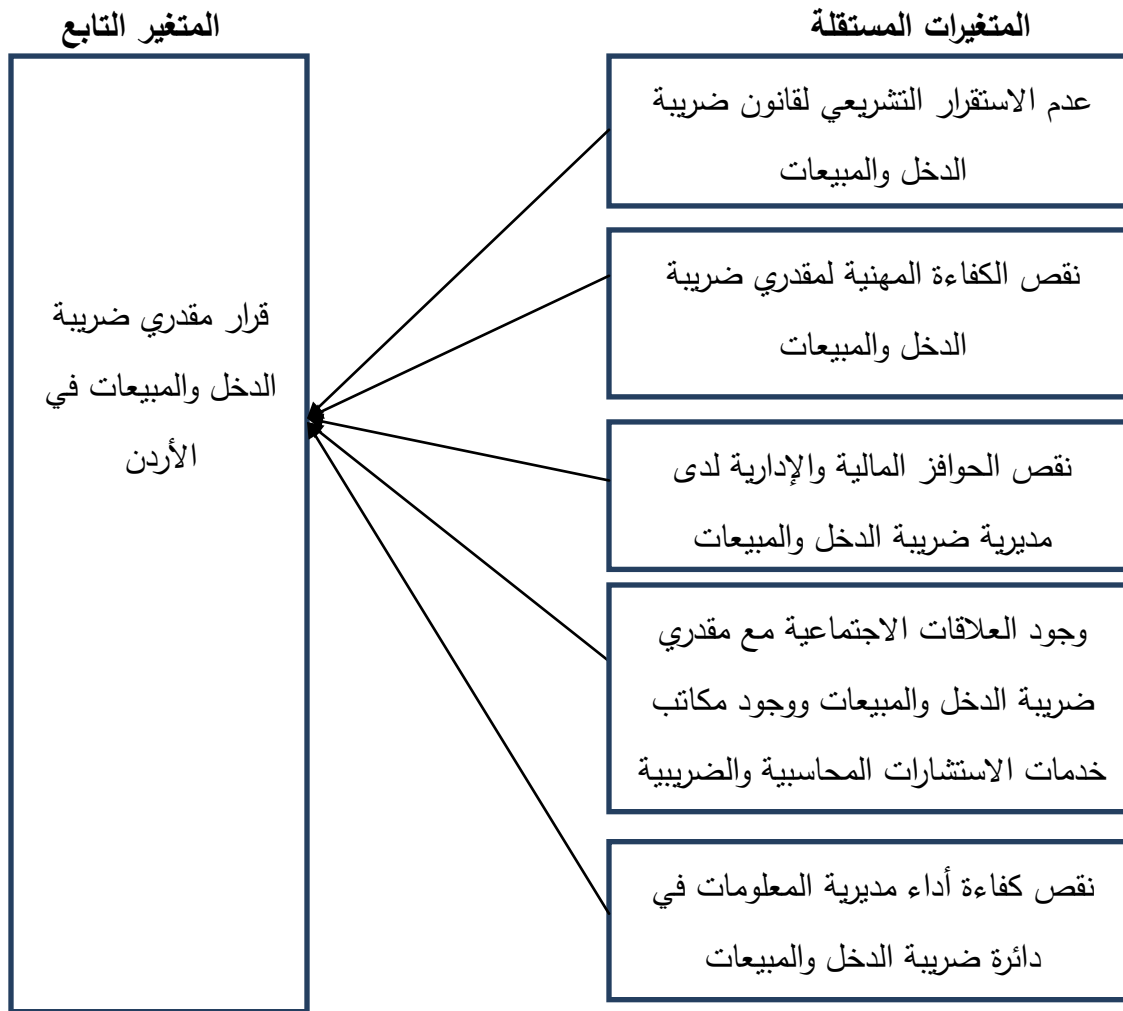 المتغيرات المستقلة
عدم الاستقرار التشريعي لقانون ضريبة
الدخل والمبيعات
نقص الكفاءة المهنية لمقدري ضريبة
الدخل والمبيعات
نقص الحوافز المالية والإدارية لدى
مديرية ضريبة الدخل والمبيعات
وجود العلاقات الاجتماعية مع مقدري
ضريبة الدخل والمبيعات ووجود مكاتب
خدمات الاستشارات المحاسبية والضريبية
نقص كفاءة أداء مديرية المعلومات في
دائرة ضريبة الدخل والمبيعات
المتغير التابع
قرار مقدري ضريبة
الدخل والمبيعات في
الأردن